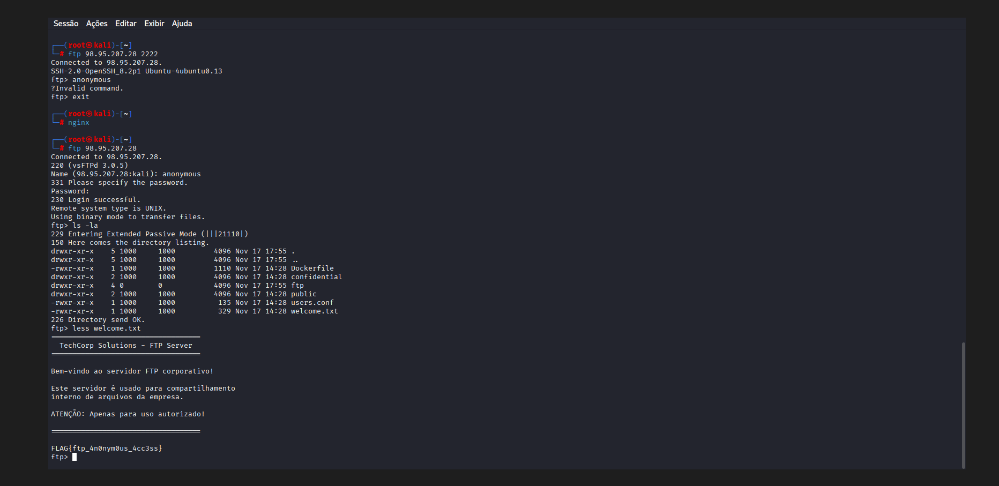 Sessão Ações Editar Exibir Ajuda
┌──(root㉿kali)-[~]
└─# ftp 98.95.207.28 2222
Connected to 98.95.207.28.
SSH-2.0-OpenSSH_8.2p1 Ubuntu-4ubuntu0.13
ftp> anonymous
?Invalid command.
ftp> exit
┌──(root㉿kali)-[~]
└─# nginx
┌──(root㉿kali)-[~]
└─# ftp 98.95.207.28
Connected to 98.95.207.28.
220 (vsFTPd 3.0.5)
Name (98.95.207.28:kali): anonymous
331 Please specify the password.
Password:
230 Login successful.
Remote system type is UNIX.
Using binary mode to transfer files.
ftp> ls -la
229 Entering Extended Passive Mode (|||21110|)
150 Here comes the directory listing.
drwxr-xr-x    5 1000     1000         4096 Nov 17 17:55 .
drwxr-xr-x    5 1000     1000         4096 Nov 17 17:55 ..
-rwxr-xr-x    1 1000     1000         1110 Nov 17 14:28 Dockerfile
drwxr-xr-x    2 1000     1000         4096 Nov 17 14:28 confidential
drwxr-xr-x    4 0        0            4096 Nov 17 17:55 ftp
drwxr-xr-x    2 1000     1000         4096 Nov 17 14:28 public
-rwxr-xr-x    1 1000     1000          135 Nov 17 14:28 users.conf
-rwxr-xr-x    1 1000     1000          329 Nov 17 14:28 welcome.txt
226 Directory send OK.
ftp> less welcome.txt
===================================
  TechCorp Solutions - FTP Server
===================================
Bem-vindo ao servidor FTP corporativo!
Este servidor é usado para compartilhamento
interno de arquivos da empresa.
ATENÇÃO: Apenas para uso autorizado!
===================================
FLAG{ftp_4n0nym0us_4cc3ss}
ftp>